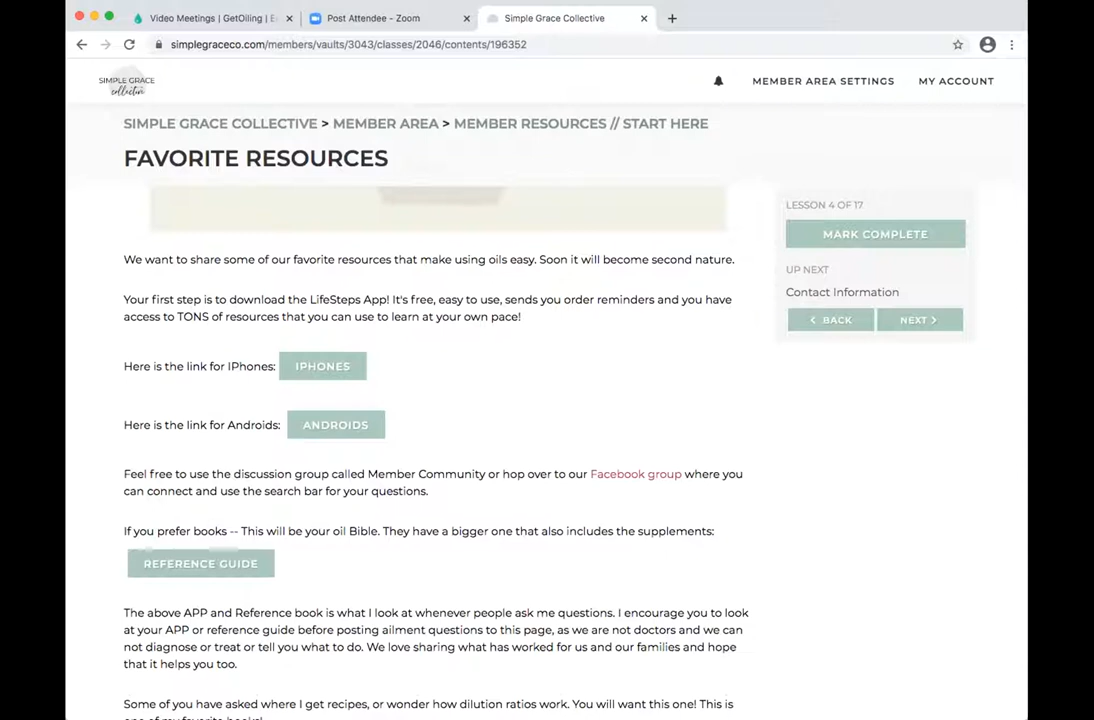 Video Meetings | GetOiling | E
Post Attendee - Zoom
Simple Grace Collective
simplegraceco.com/members/vaults/3043/classes/2046/contents/196352
SIMPLE GRACE
collective
MEMBER AREA SETTINGS
MY ACCOUNT
SIMPLE GRACE COLLECTIVE > MEMBER AREA > MEMBER RESOURCES // START HERE
FAVORITE RESOURCES
LESSON 4 OF 17
MARK COMPLETE
UP NEXT
Contact Information
< BACK
NEXT >
We want to share some of our favorite resources that make using oils easy. Soon it will become second nature.
Your first step is to download the LifeSteps App! It's free, easy to use, sends you order reminders and you have
access to TONS of resources that you can use to learn at your own pace!
Here is the link for IPhones: IPHONES
Here is the link for Androids: ANDROIDS
Feel free to use the discussion group called Member Community or hop over to our Facebook group where you
can connect and use the search bar for your questions.
If you prefer books -- This will be your oil Bible. They have a bigger one that also includes the supplements:
REFERENCE GUIDE
The above APP and Reference book is what I look at whenever people ask me questions. I encourage you to look
at your APP or reference guide before posting ailment questions to this page, as we are not doctors and we can
not diagnose or treat or tell you what to do. We love sharing what has worked for us and our families and hope
that it helps you too.
Some of you have asked where I get recipes, or wonder how dilution ratios work. You will want this one! This is
one of my favorite books!